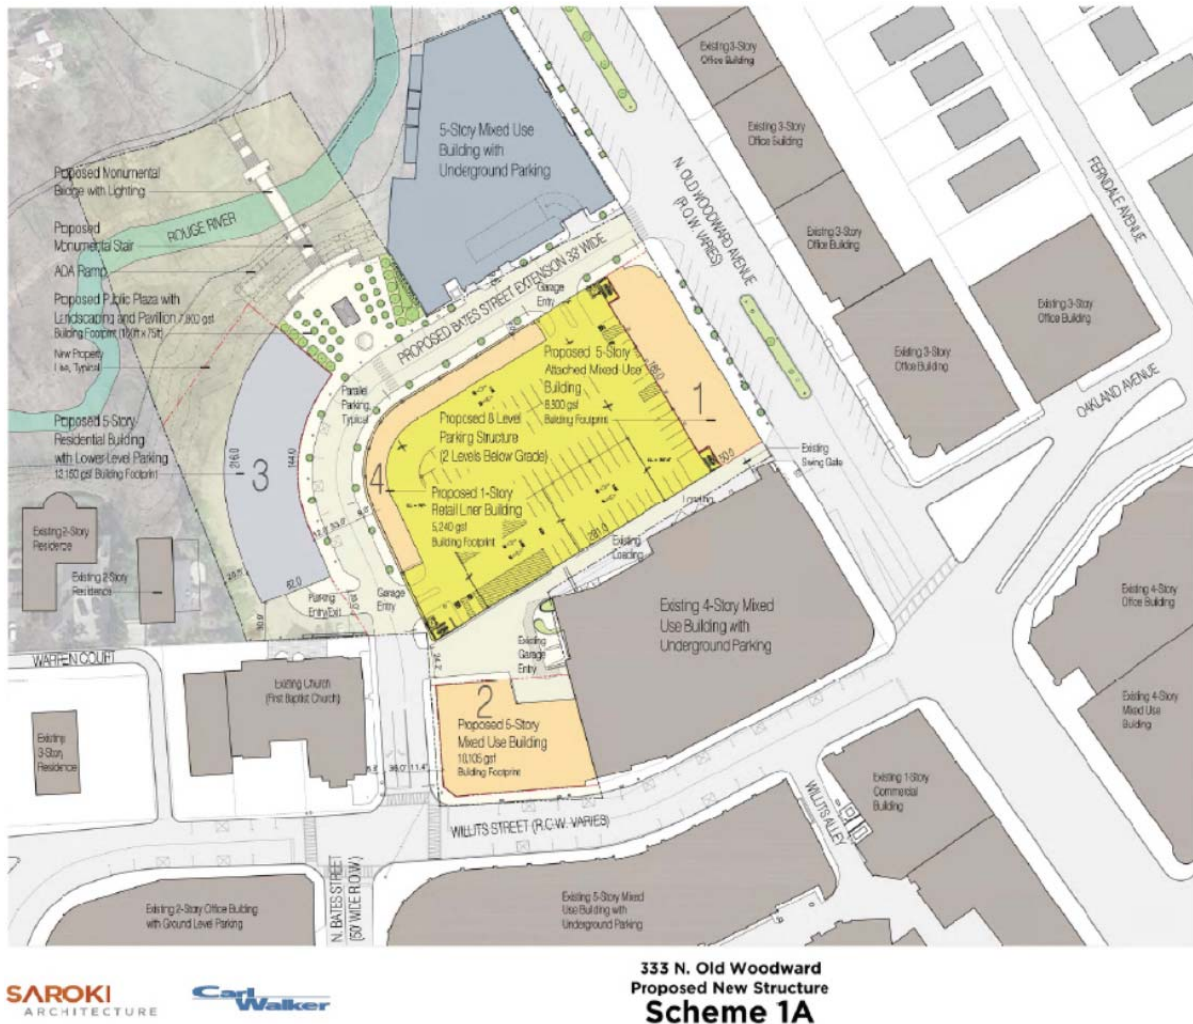 Existing 3-Story
Office Building
5-Story Mixed Use
Building with
Underground Parking
Existing 3-Story
Office Building
Proposed Monumental
Bridge with Lighting
ROUGE RIVER
N. OLD WOODWARD AVENUE
(R.O.W. VARIES)
FERNDALE AVENUE
Proposed
Monumental Stair
ADA Ramp
Existing 3-Story
Office Building
Proposed Public Plaza with
Landscaping and Pavilion
Building Footprint
New Property
Line, Typical
PROPOSED BATES STREET EXTENSION 33' WIDE
Garage
Entry
Existing 3-Story
Office Building
Existing 3-Story
Office Building
OAKLAND AVENUE
Parallel
Parking,
Typical
Proposed 5-Story
Attached Mixed-Use
Building
Building Footprint
1
Proposed 8 Level
Parking Structure
(2 Levels Below Grade)
Existing
Swing Gate
Proposed 5-Story
Residential Building
with Lower Level Parking
Building Footprint
216.0
144.0
3
4
Proposed 1-Story
Retail Liner Building
5,240 gsf
Building Footprint
Loading
281.0
Existing
Loading
Existing 2-Story
Residence
Existing 2-Story
Residence
62.0
Parking
Entry/Exit
Garage
Entry
Existing
Garage
Entry
Existing 4-Story Mixed
Use Building with
Underground Parking
Existing 4-Story
Office Building
Existing 4-Story
Mixed Use
Building
WARREN COURT
Existing Church
(First Baptist Church)
2
Proposed 5-Story
Mixed Use Building
Building Footprint
Existing
3-Story
Residence
WILLITS STREET (R.O.W. VARIES)
WILLITS ALLEY
Existing 1-Story
Commercial
Building
N. BATES STREET
(50' WIDE R.O.W.)
Existing 2-Story Office Building
with Ground Level Parking
Existing 5-Story Mixed
Use Building with
Underground Parking
SAROKI
ARCHITECTURE
Carl
Walker
333 N. Old Woodward
Proposed New Structure
Scheme 1A